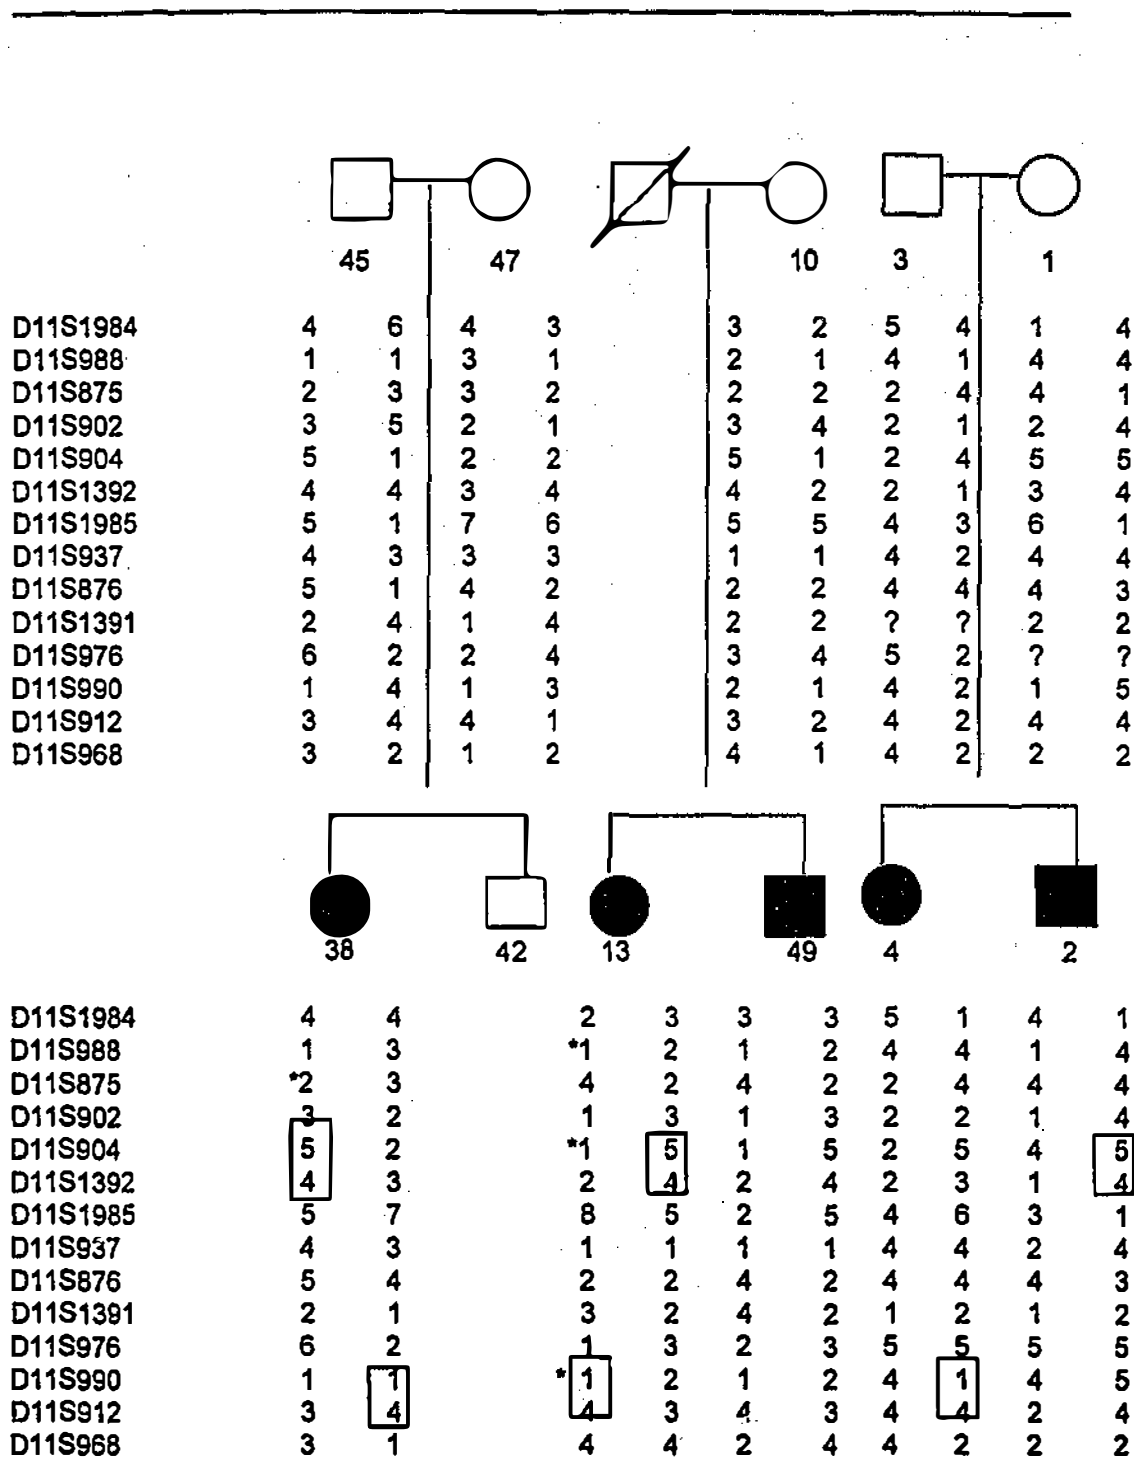 45 47 10 3 1
D11S1984 4 6 4 3 3 2 5 4 1 4
D11S988 1 1 3 1 2 1 4 1 4 4
D11S875 2 3 3 2 2 2 2 4 4 1
D11S902 3 5 2 1 3 4 2 1 2 4
D11S904 5 1 2 2 5 1 2 4 5 5
D11S1392 4 4 3 4 4 2 2 1 3 4
D11S1985 5 1 7 6 5 5 4 3 6 1
D11S937 4 3 3 3 1 1 4 2 4 4
D11S876 5 1 4 2 2 2 4 4 4 3
D11S1391 2 4 1 4 2 2 ? ? 2 2
D11S976 6 2 2 4 3 4 5 2 ? ?
D11S990 1 4 1 3 2 1 4 2 1 5
D11S912 3 4 4 1 3 2 4 2 4 4
D11S968 3 2 1 2 4 1 4 2 2 2
38 42 13 49 4 2
D11S1984 4 4 2 3 3 3 5 1 4 1
D11S988 1 3 *1 2 1 2 4 4 1 4
D11S875 *2 3 4 2 4 2 2 4 4 4
D11S902 3 2 1 3 1 3 2 2 1 4
D11S904 5 2 *1 5 1 5 2 5 4 5
D11S1392 4 3 2 4 2 4 2 3 1 4
D11S1985 5 7 8 5 2 5 4 6 3 1
D11S937 4 3 1 1 1 1 4 4 2 4
D11S876 5 4 2 2 4 2 4 4 4 3
D11S1391 2 1 3 2 4 2 1 2 1 2
D11S976 6 2 1 3 2 3 5 5 5 5
D11S990 1 1 *1 2 1 2 4 1 4 5
D11S912 3 4 4 3 4 3 4 4 2 4
D11S968 3 1 4 4 2 4 4 2 2 2